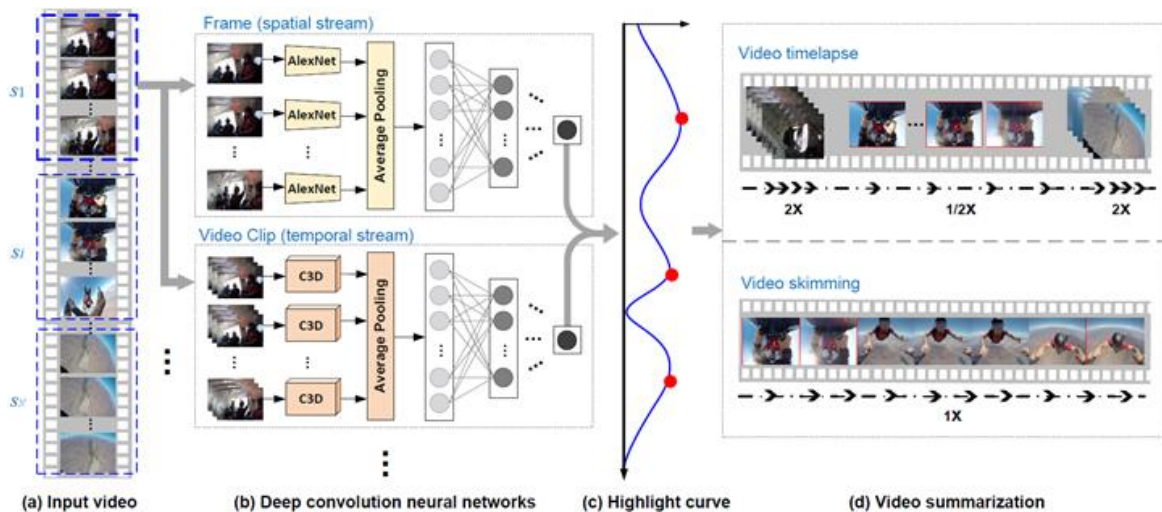 Frame (spatial stream)
AlexNet
AlexNet
AlexNet
Average Pooling
Video Clip (temporal stream)
C3D
C3D
C3D
Average Pooling
S1
Si
SN
Video timelapse
2X
1/2X
2X
Video skimming
1X
(a) Input video
(b) Deep convolution neural networks
(c) Highlight curve
(d) Video summarization